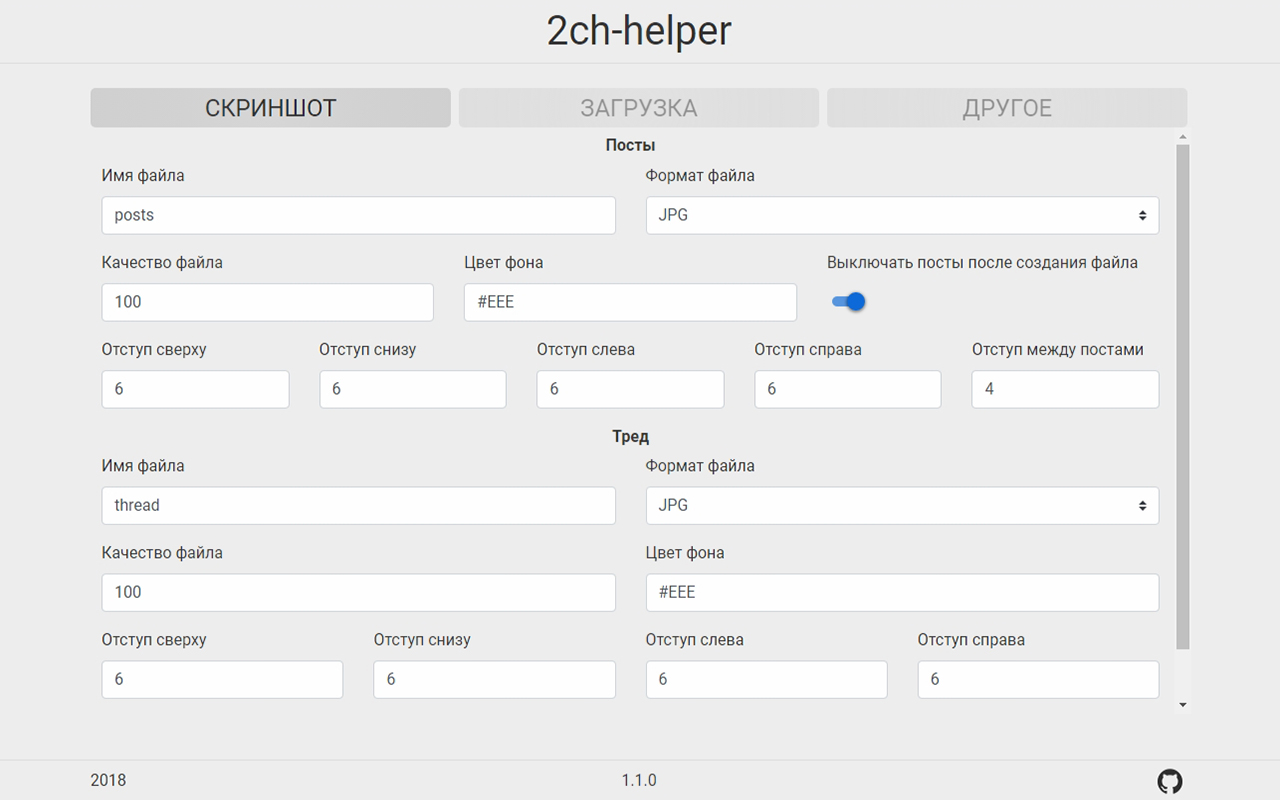 2ch-helper
СКРИНШОТ ЗАГРУЗКА ДРУГОЕ
Посты
Имя файла Формат файла
posts JPG
Качество файла Цвет фона Выключать посты после создания файла
100 #EEE
Отступ сверху Отступ снизу Отступ слева Отступ справа Отступ между постами
6 6 6 6 4
Тред
Имя файла Формат файла
thread JPG
Качество файла Цвет фона
100 #EEE
Отступ сверху Отступ снизу Отступ слева Отступ справа
6 6 6 6
2018 1.1.0